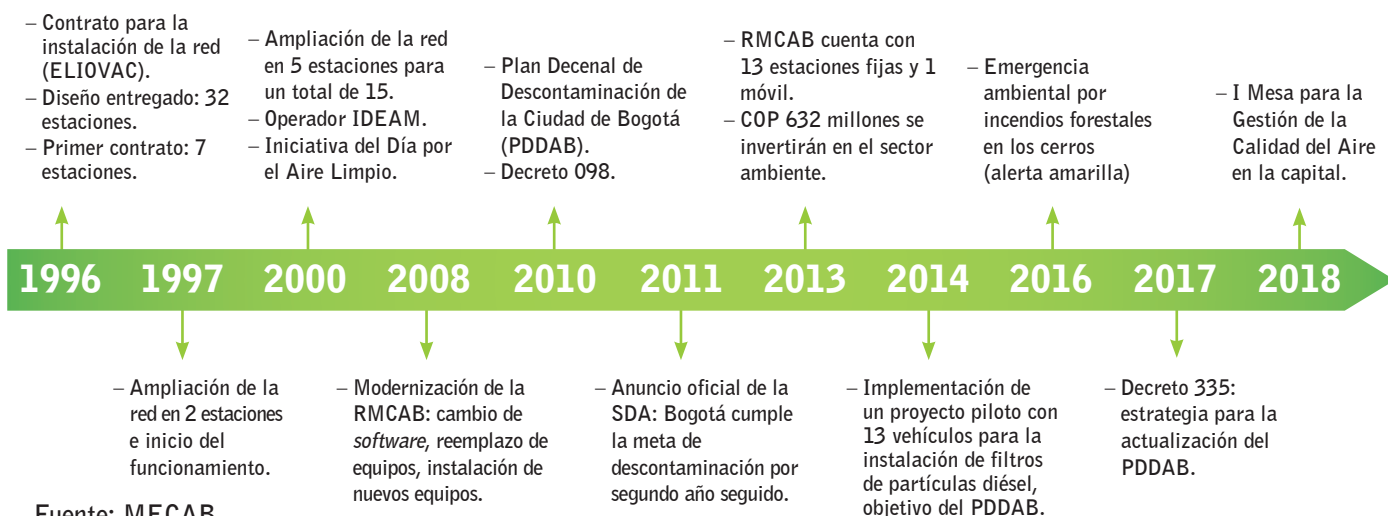 – Contrato para la
instalación de la red
(ELIOVAC).
– Diseño entregado: 32
estaciones.
– Primer contrato: 7
estaciones.
– Ampliación de la red
en 5 estaciones para
un total de 15.
– Operador IDEAM.
– Iniciativa del Día por
el Aire Limpio.
– Plan Decenal de
Descontaminación de
la Ciudad de Bogotá
(PDDAB).
– Decreto 098.
– RMCAB cuenta con
13 estaciones fijas y 1
móvil.
– COP 632 millones se
invertirán en el sector
ambiente.
– Emergencia
ambiental por
incendios forestales
en los cerros
(alerta amarilla)
– I Mesa para la
Gestión de la
Calidad del Aire
en la capital.
1996 1997 2000 2008 2010 2011 2013 2014 2016 2017 2018
– Ampliación de la
red en 2 estaciones
e inicio del
funcionamiento.
– Modernización de la
RMCAB: cambio de
software, reemplazo de
equipos, instalación de
nuevos equipos.
– Anuncio oficial de la
SDA: Bogotá cumple
la meta de
descontaminación por
segundo año seguido.
– Implementación de
un proyecto piloto con
13 vehículos para la
instalación de filtros
de partículas diésel,
objetivo del PDDAB.
– Decreto 335:
estrategia para la
actualización del
PDDAB.
Fuente: MECAB